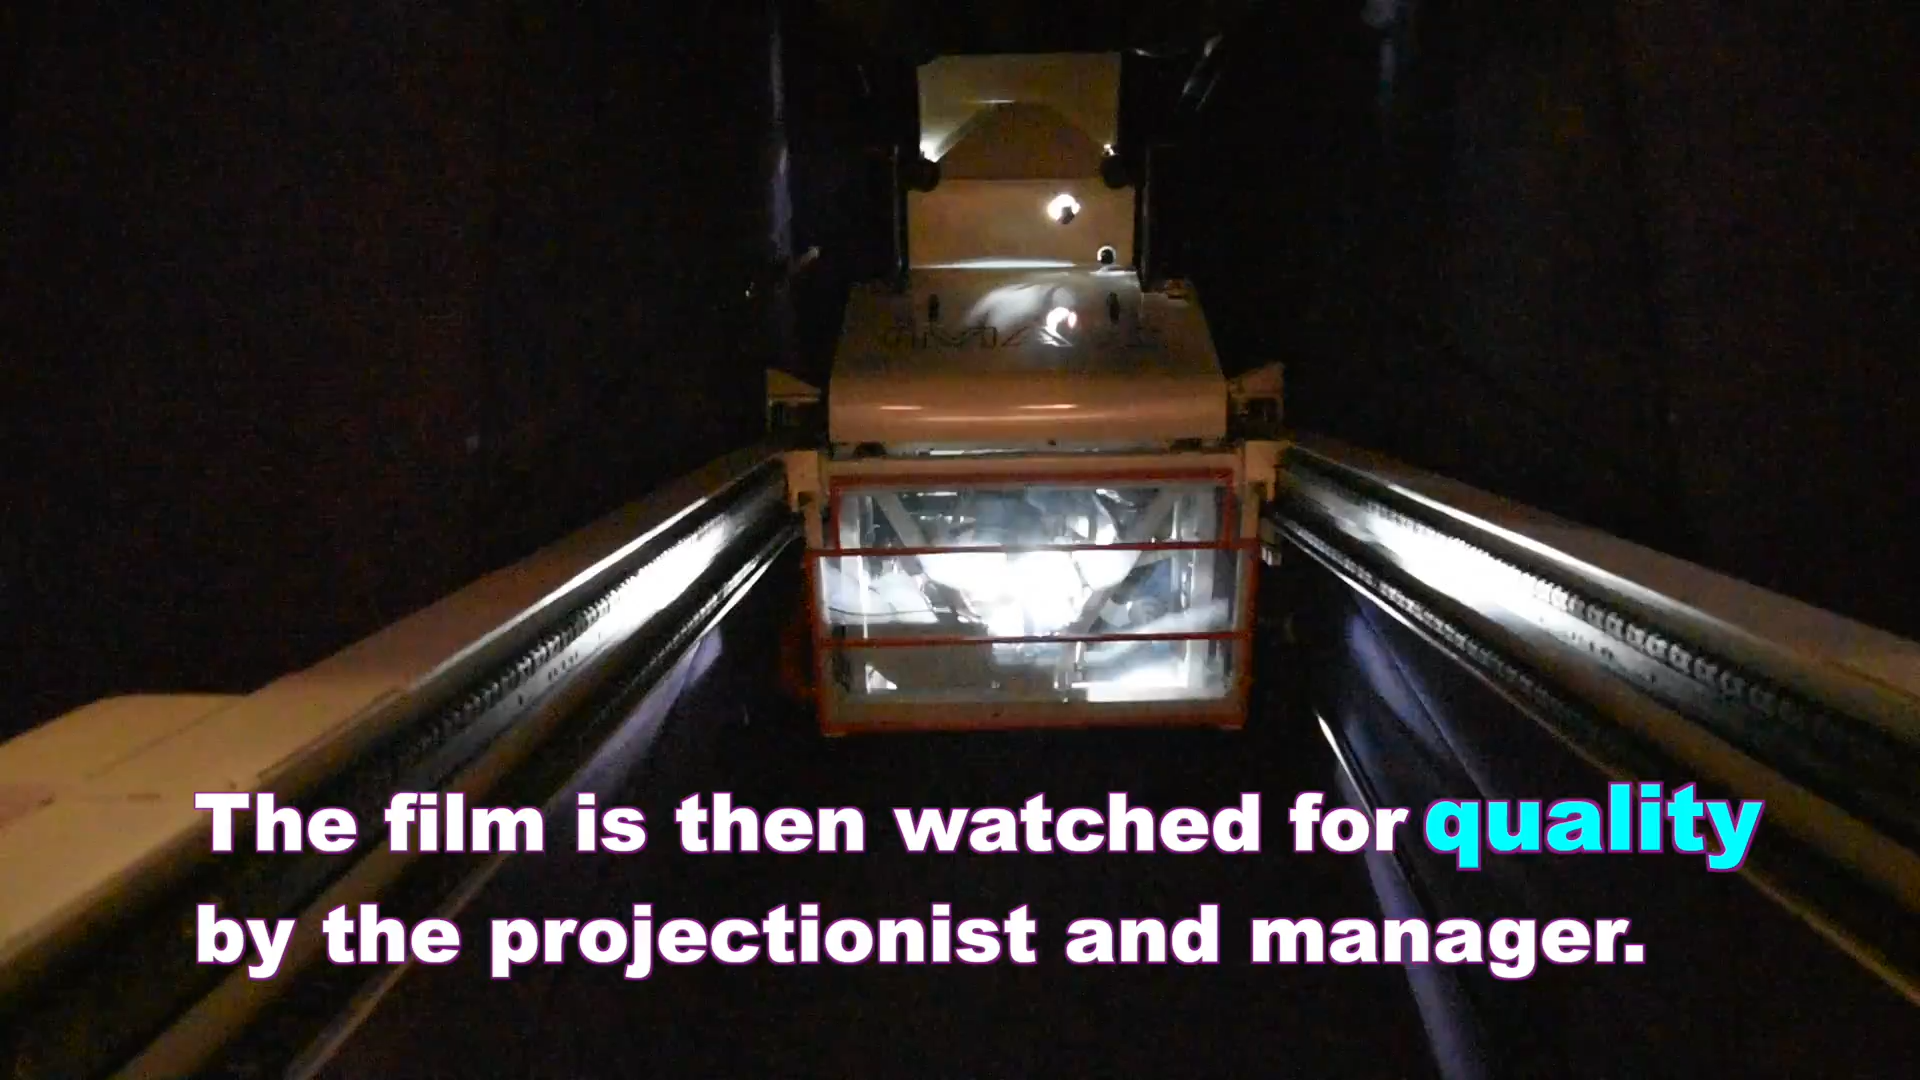 The film is then watched for quality
by the projectionist and manager.